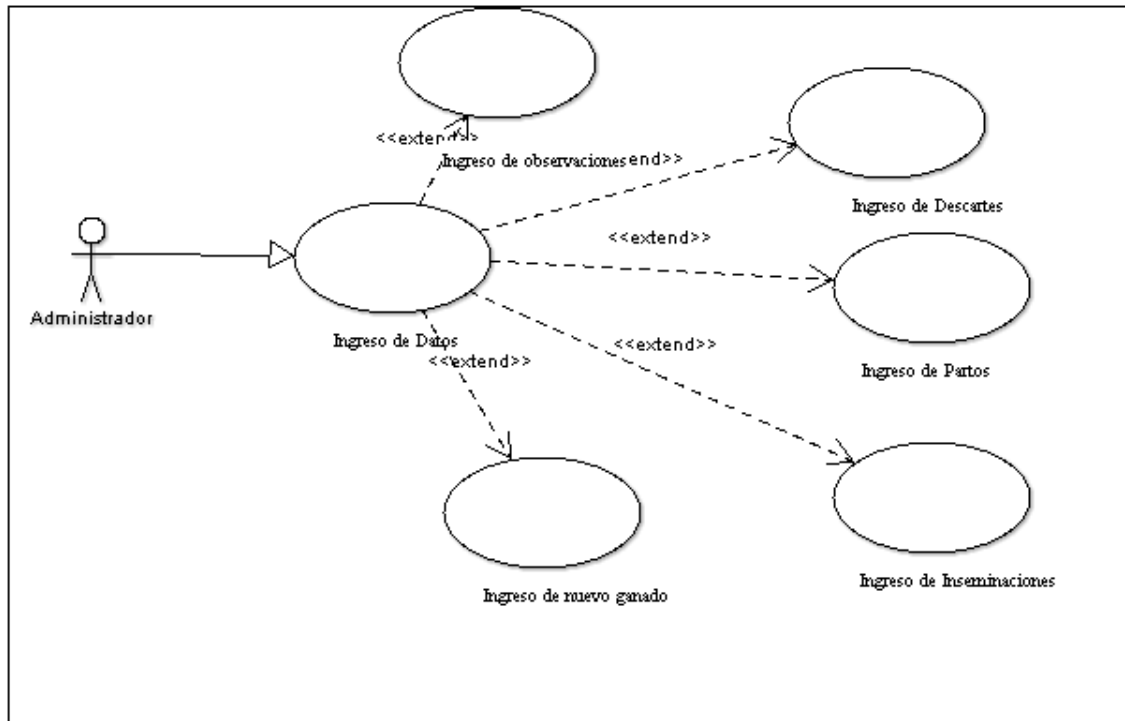 <<extend>>
Ingreso de observaciones
end>>
Ingreso de Descartes
<<extend>>
Administrador
Ingreso de Datos
<<extend>>
<<extend>>
Ingreso de Partos
Ingreso de Inseminaciones
Ingreso de nuevo ganado